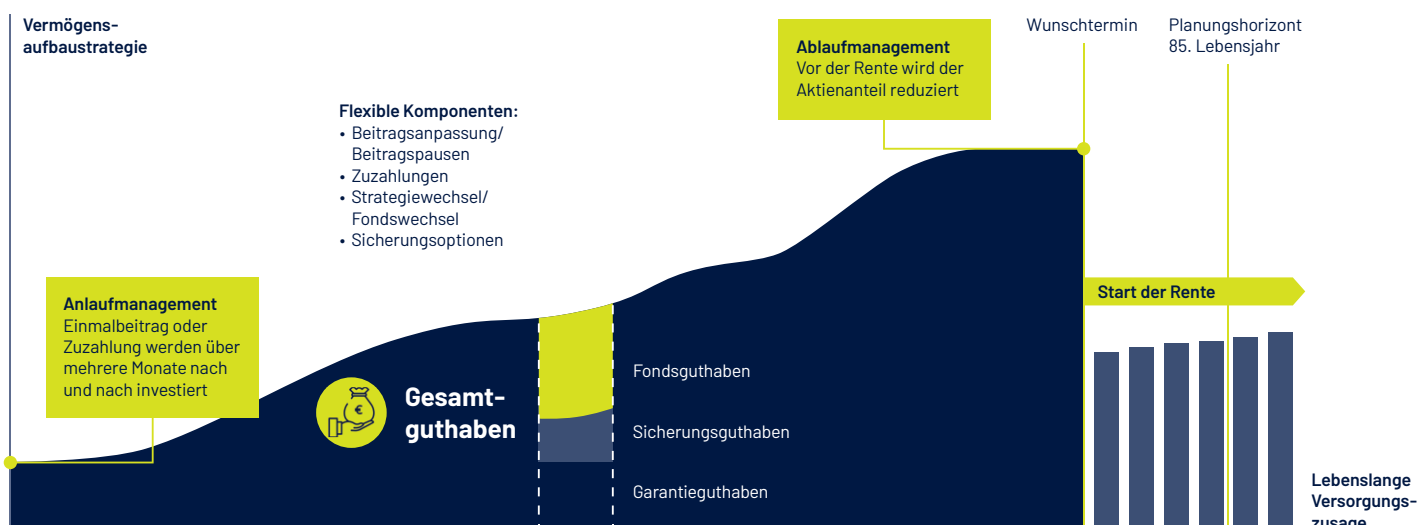 Vermögens-
aufbaustrategie
Flexible Komponenten:
• Beitragsanpassung/
Beitragspausen
• Zuzahlungen
• Strategiewechsel/
Fondswechsel
• Sicherungsoptionen
Ablaufmanagement
Vor der Rente wird der
Aktienanteil reduziert
Wunschtermin
Planungshorizont
85. Lebensjahr
Anlaufmanagement
Einmalbeitrag oder
Zuzahlung werden über
mehrere Monate nach
und nach investiert
€
Gesamt-
guthaben
Fondsguthaben
Sicherungsguthaben
Garantieguthaben
Start der Rente
Lebenslange
Versorgungs-
zusage